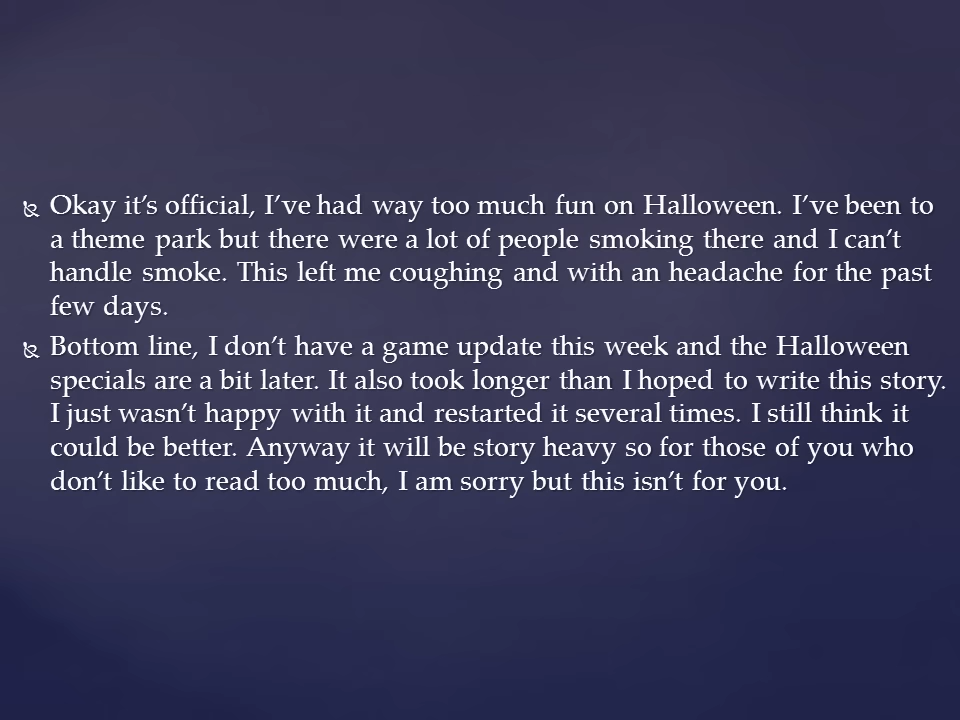 Okay it’s official, I’ve had way too much fun on Halloween. I’ve been to
a theme park but there were a lot of people smoking there and I can’t
handle smoke. This left me coughing and with an headache for the past
few days.
Bottom line, I don’t have a game update this week and the Halloween
specials are a bit later. It also took longer than I hoped to write this story.
I just wasn’t happy with it and restarted it several times. I still think it
could be better. Anyway it will be story heavy so for those of you who
don’t like to read too much, I am sorry but this isn’t for you.